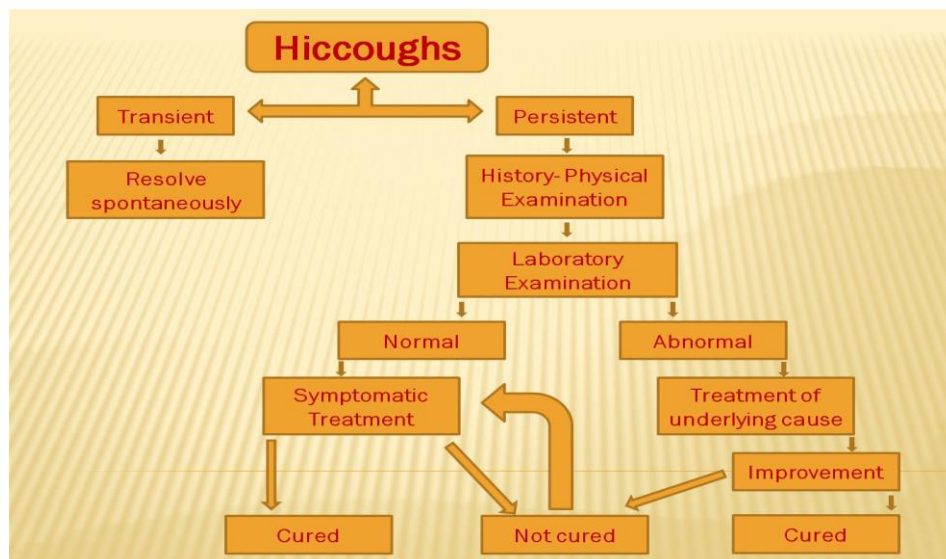 Hiccoughs
Transient
Persistent
Resolve
spontaneously
History- Physical
Examination
Laboratory
Examination
Normal
Abnormal
Symptomatic
Treatment
Treatment of
underlying cause
Improvement
Cured
Not cured
Cured